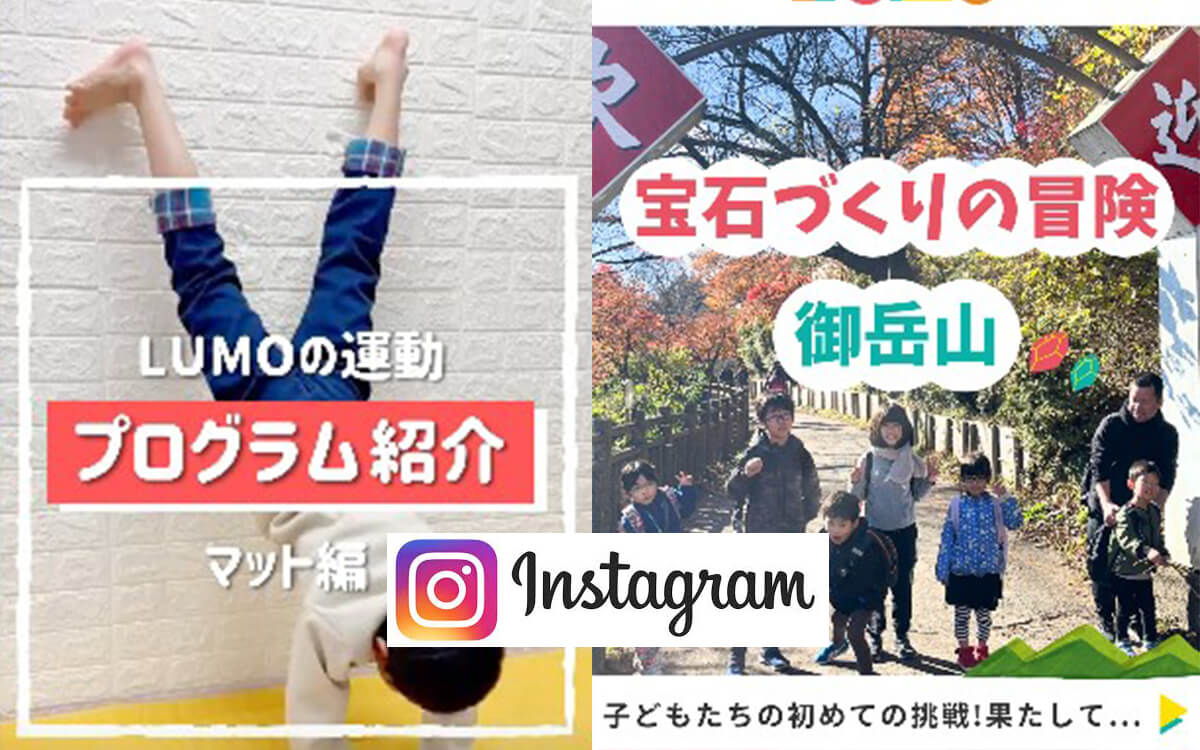 LUMOの運動
プログラム紹介
マット編
Instagram
迎
宝石づくりの冒険
御岳山
子どもたちの初めての挑戦!果たして...